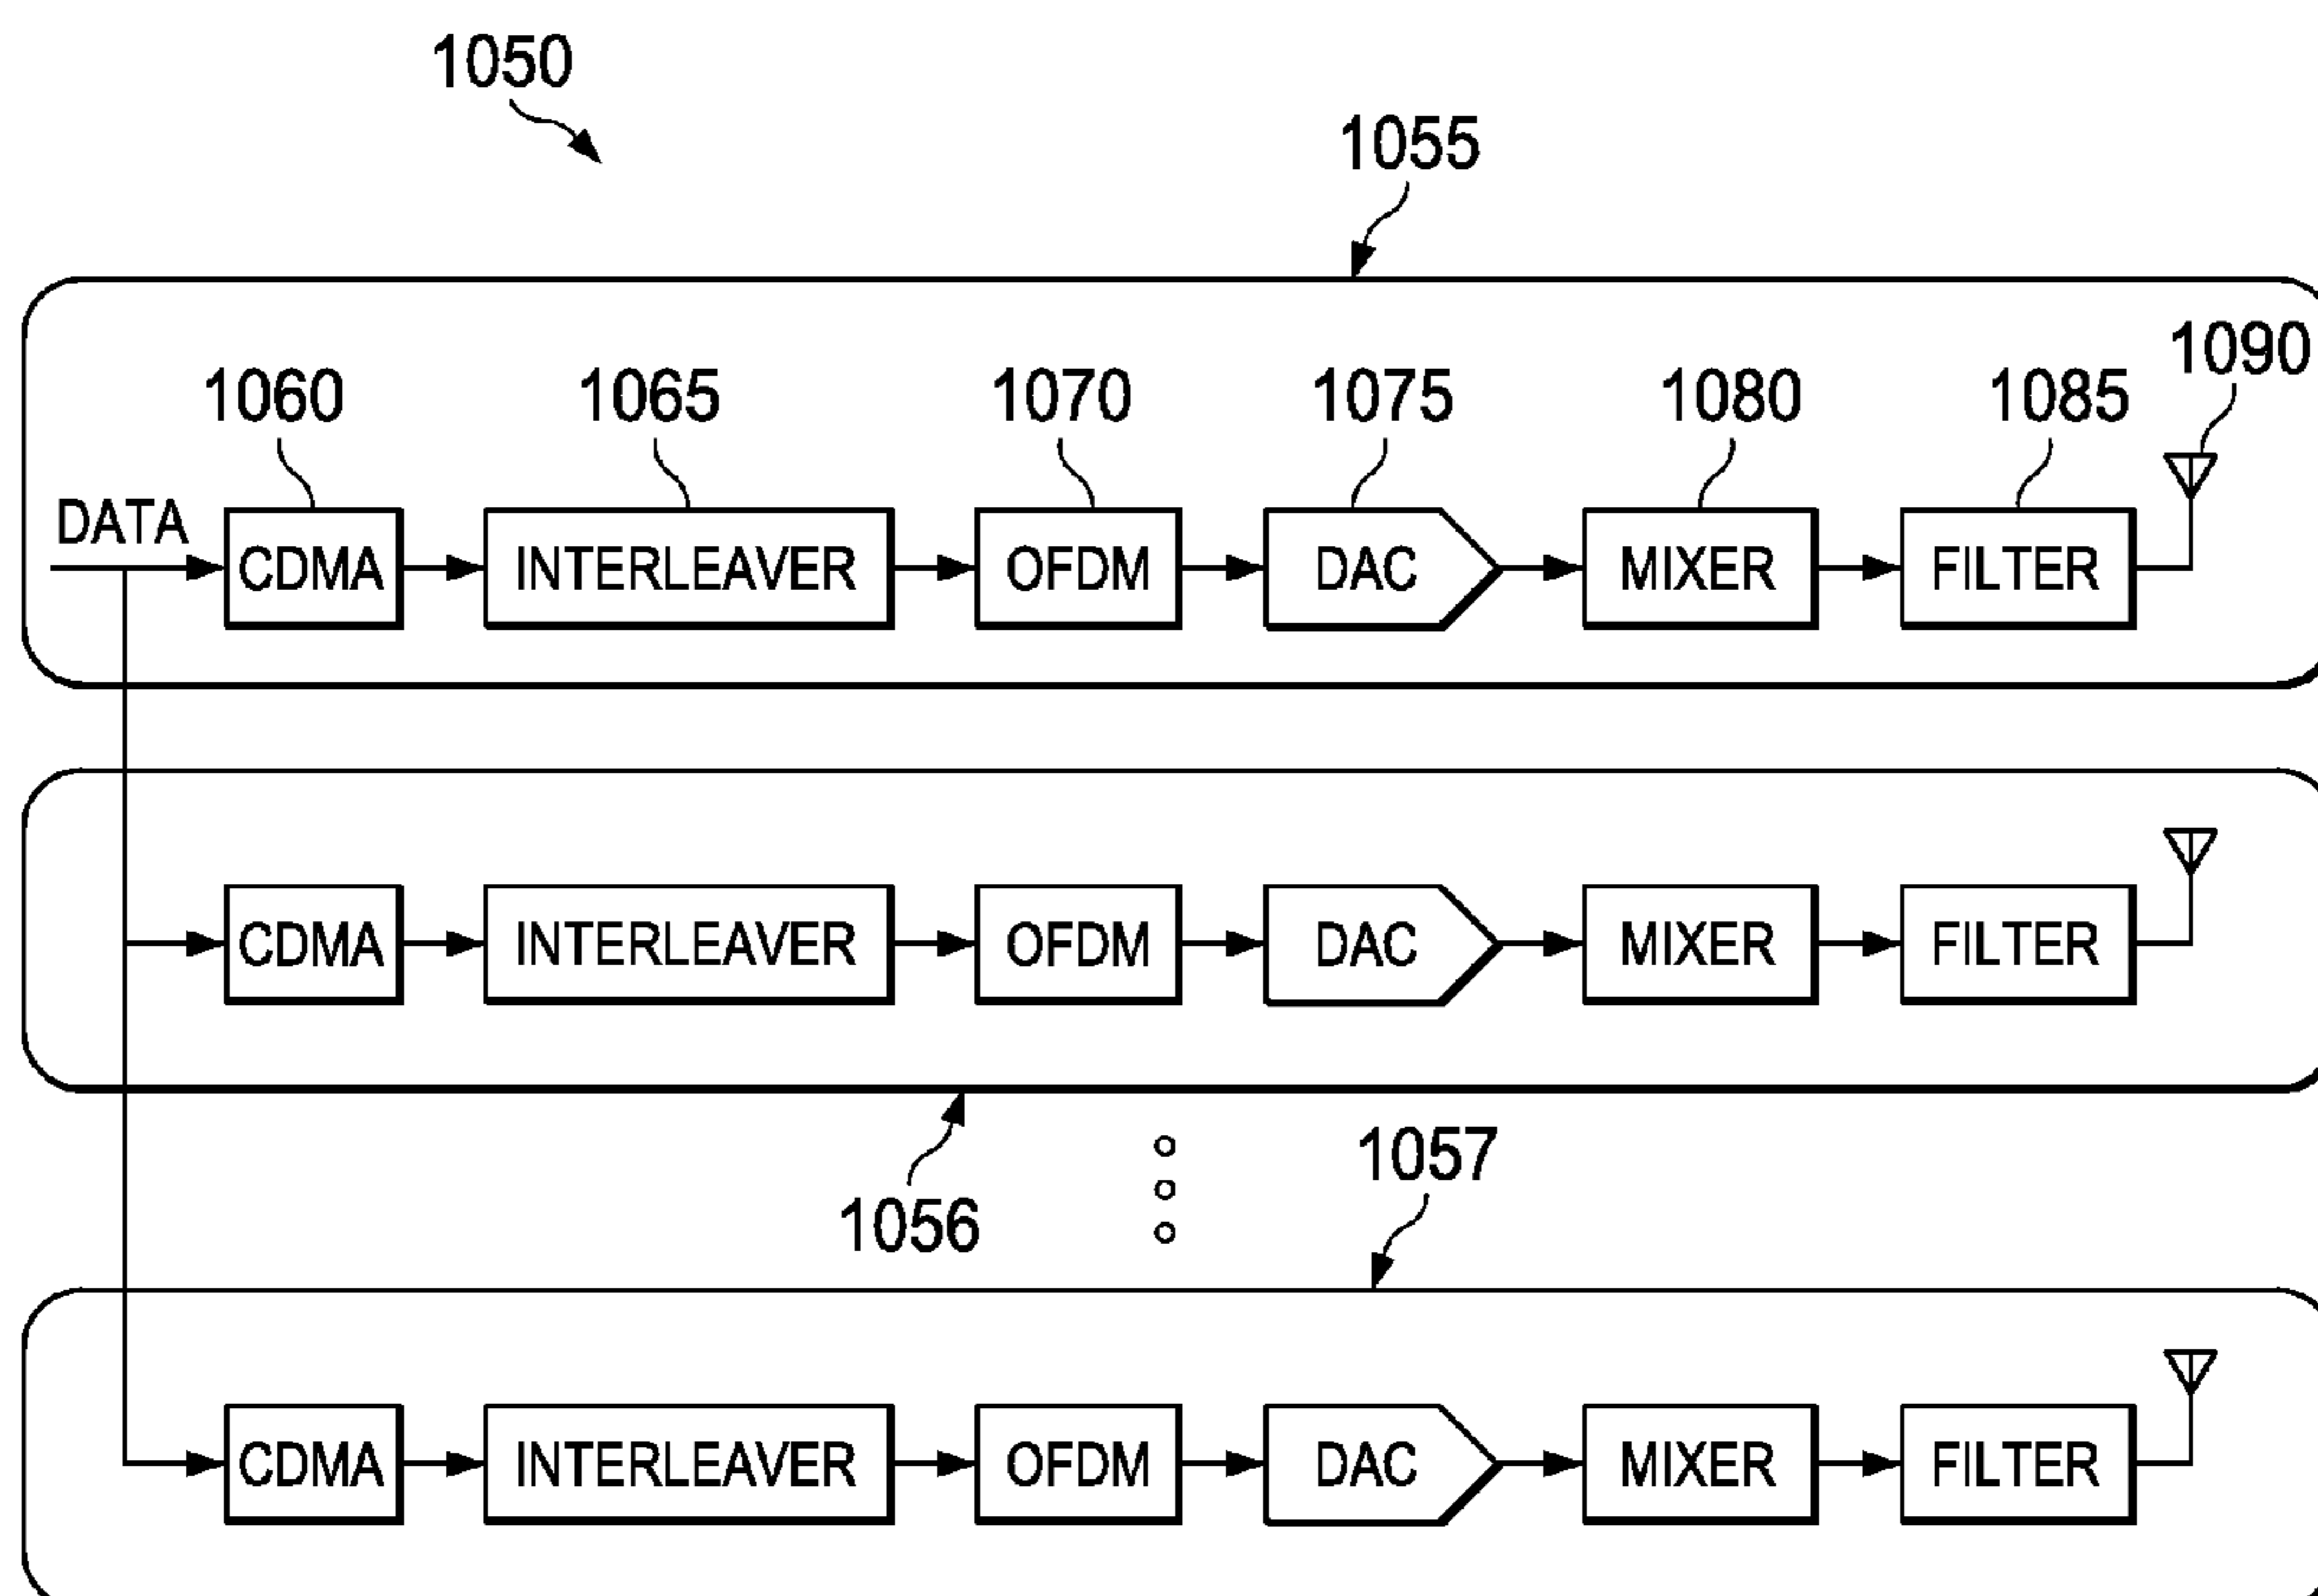 1050
1055
1090
1060 1065 1070 1075 1080 1085
DATA
CDMA INTERLEAVER OFDM DAC MIXER FILTER
CDMA INTERLEAVER OFDM DAC MIXER FILTER
1057
1056
CDMA INTERLEAVER OFDM DAC MIXER FILTER